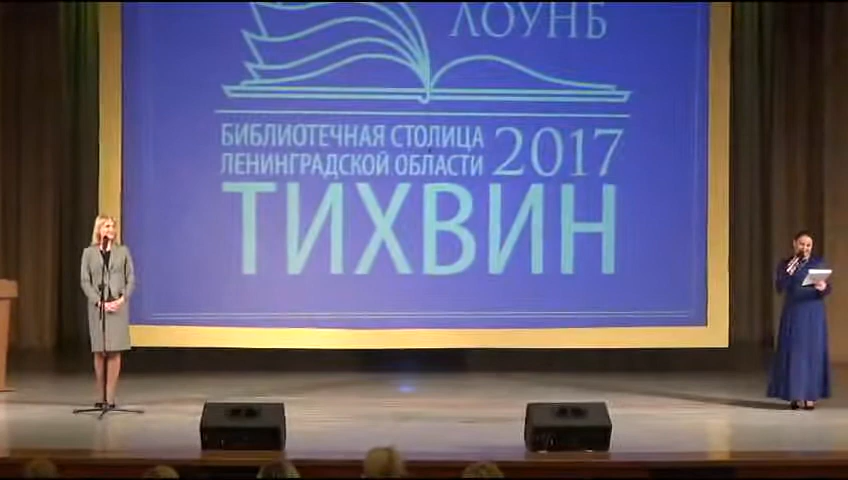 ЛОУНБ
БИБЛИОТЕЧНАЯ СТОЛИЦА
ЛЕНИНГРАДСКОЙ ОБЛАСТИ 2017
ТИХВИН